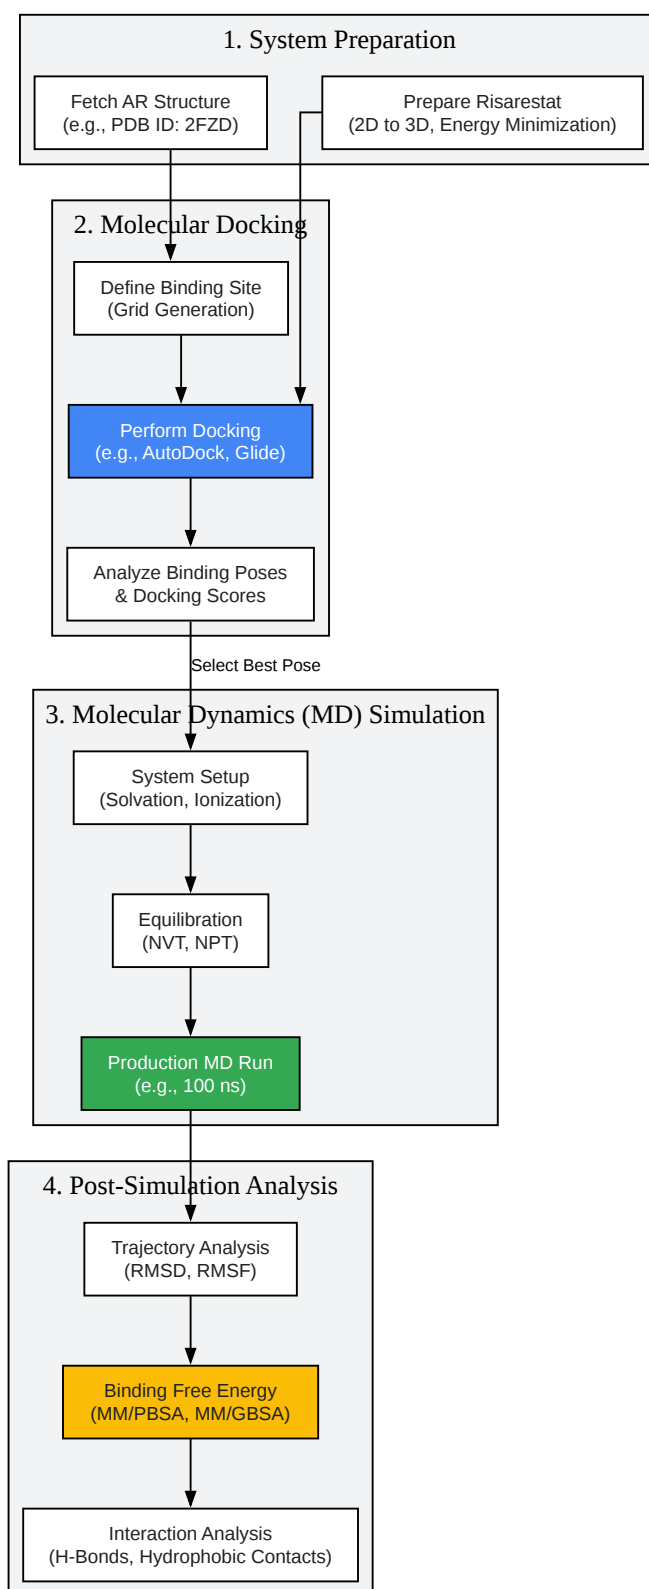 1. System Preparation
Fetch AR Structure
(e.g., PDB ID: 2FZD)
Prepare Risarestat
(2D to 3D, Energy Minimization)
2. Molecular Docking
Define Binding Site
(Grid Generation)
Perform Docking
(e.g., AutoDock, Glide)
Analyze Binding Poses
& Docking Scores
Select Best Pose
3. Molecular Dynamics (MD) Simulation
System Setup
(Solvation, Ionization)
Equilibration
(NVT, NPT)
Production MD Run
(e.g., 100 ns)
4. Post-Simulation Analysis
Trajectory Analysis
(RMSD, RMSF)
Binding Free Energy
(MM/PBSA, MM/GBSA)
Interaction Analysis
(H-Bonds, Hydrophobic Contacts)